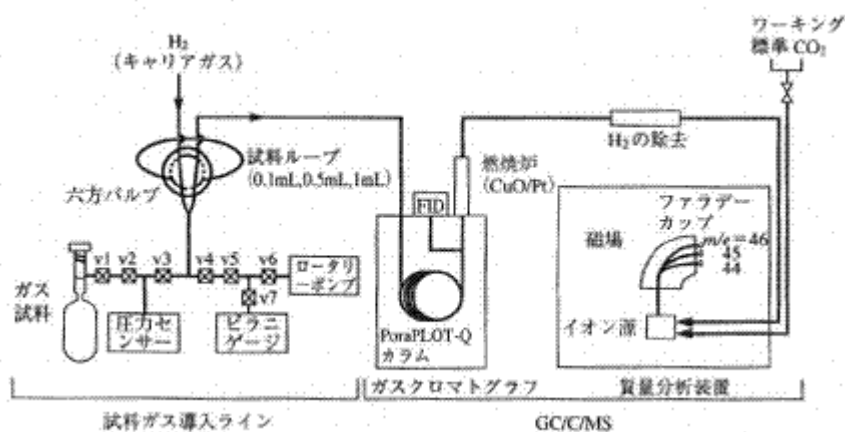 H₂
(キャリアガス)
六方バルブ
試料ループ
(0.1mL,0.5mL,1mL)
ガス
試料
v1
v2
v3
v4
v5
v6
v7
圧力センサー
ピラニゲージ
ロータリーポンプ
試料ガス導入ライン
FID
燃焼炉
(CuO/Pt)
PoraPLOT-Q
カラム
ガスクロマトグラフ
H₂の除去
ワーキング
標準 CO₂
磁場
ファラデー
カップ
m/e=46
45
44
イオン源
質量分析装置
GC/C/MS